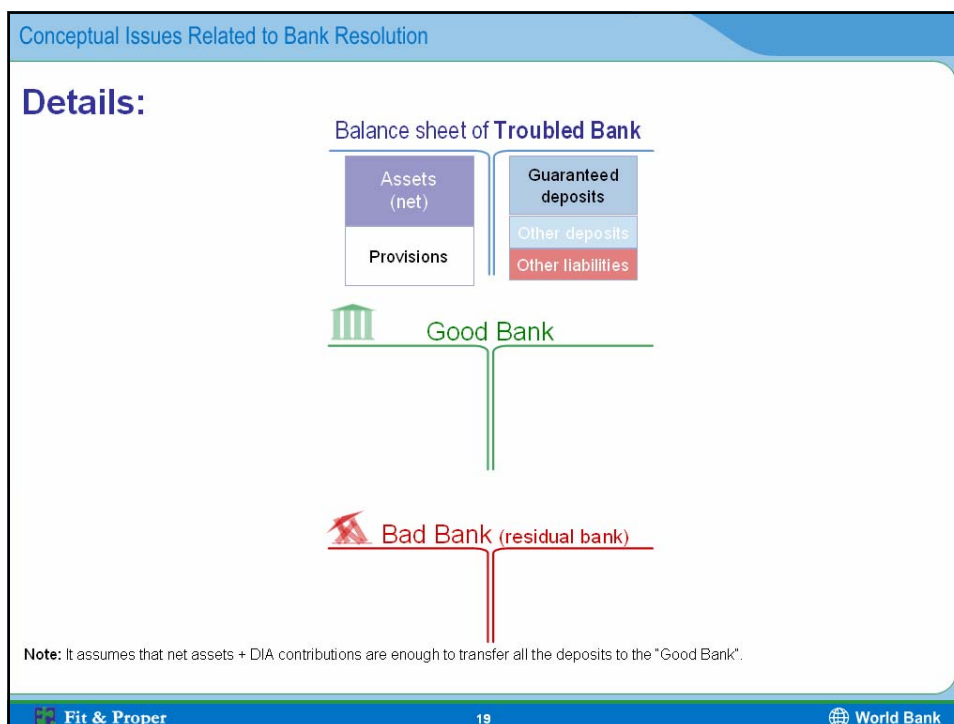 Conceptual Issues Related to Bank Resolution
Details:
Balance sheet of Troubled Bank
Assets
(net)
Provisions
Guaranteed
deposits
Other deposits
Other liabilities
Good Bank
Bad Bank (residual bank)
Note: It assumes that net assets + DIA contributions are enough to transfer all the deposits to the "Good Bank".
Fit & Proper
19
World Bank